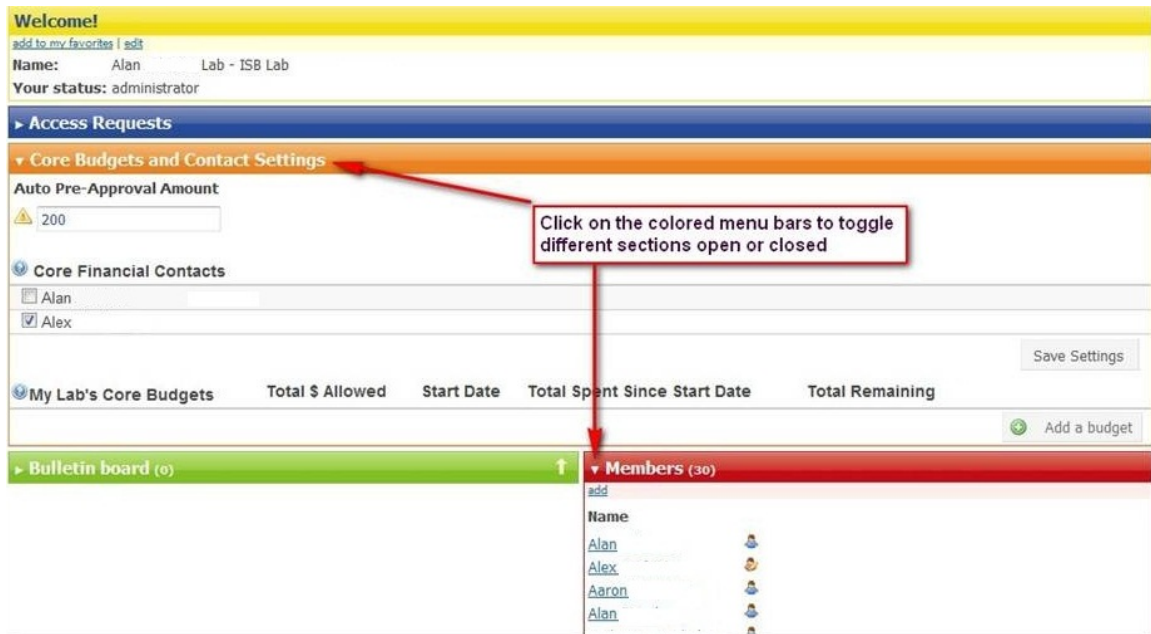 Welcome!
add to my favorites | edit
Name: Alan Lab - ISB Lab
Your status: administrator
▸ Access Requests
▾ Core Budgets and Contact Settings
Auto Pre-Approval Amount
200
Click on the colored menu bars to toggle
different sections open or closed
Core Financial Contacts
Alan
Alex
Save Settings
My Lab's Core Budgets Total $ Allowed Start Date Total Spent Since Start Date Total Remaining
Add a budget
▸ Bulletin board (0)
▾ Members (30)
add
Name
Alan
Alex
Aaron
Alan